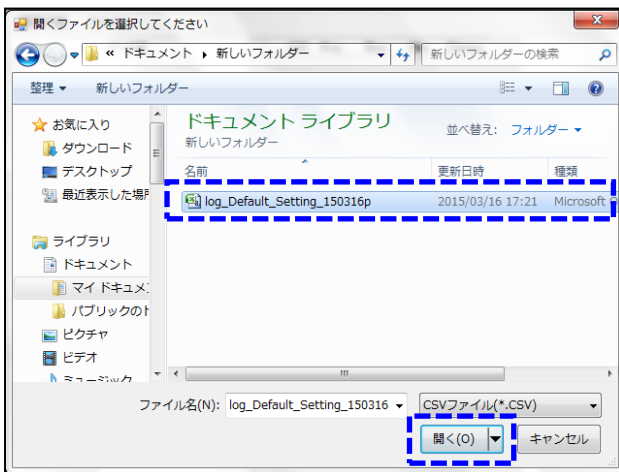 開くファイルを選択してください
« ドキュメント ▸ 新しいフォルダー
新しいフォルダーの検索
整理 ▼ 新しいフォルダー
お気に入り
ダウンロード
デスクトップ
最近表示した場所
ライブラリ
ドキュメント
マイ ドキュメ
パブリックのド
ピクチャ
ビデオ
ミュージック
ドキュメント ライブラリ
新しいフォルダー
並べ替え: フォルダー ▼
名前 更新日時 種類
log_Default_Setting_150316p 2015/03/16 17:21 Microsoft
ファイル名(N): log_Default_Setting_150316 CSVファイル(*.CSV)
開く(O) キャンセル